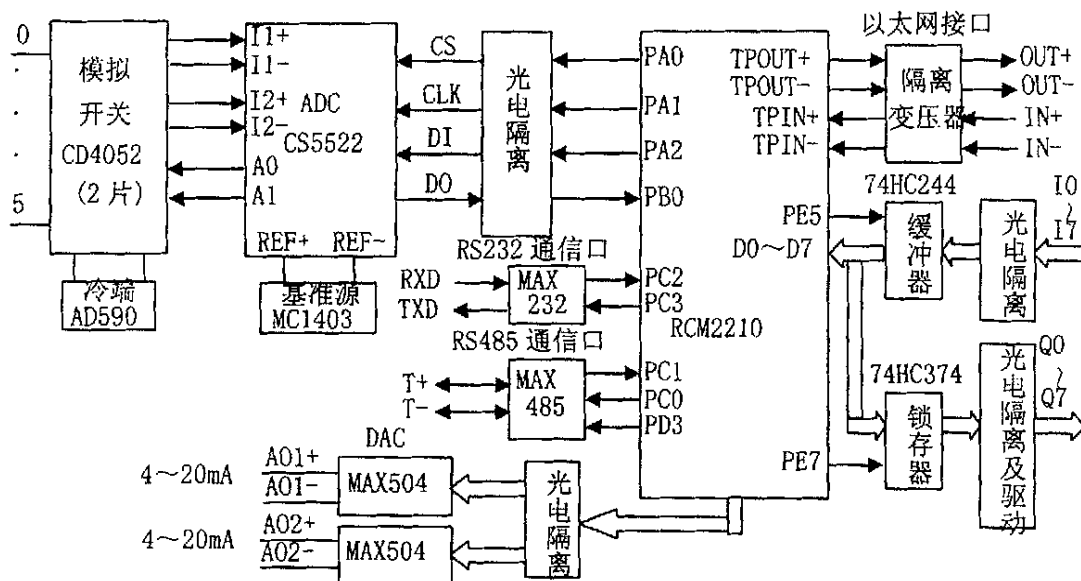 0
.
.
.
5
模拟
开关
CD4052
(2片)
冷端
AD590
I1+
I1-
I2+
I2-
A0
A1
ADC
CS5522
REF+ REF-
基准源
MC1403
CS
CLK
DI
DO
光电隔离
PA0
PA1
PA2
PB0
RS232 通信口
RXD
TXD
MAX
232
PC2
PC3
RS485 通信口
T+
T-
MAX
485
PC1
PC0
PD3
RCM2210
DAC
4～20mA
AO1+
AO1-
MAX504
4～20mA
AO2+
AO2-
MAX504
光电隔离
以太网接口
TPOUT+
TPOUT-
TPIN+
TPIN-
隔离
变压器
OUT+
OUT-
IN+
IN-
74HC244
PE5
D0～D7
缓冲器
光电隔离
I0
～
I7
74HC374
PE7
锁存器
光电隔离及驱动
Q0
～
Q7